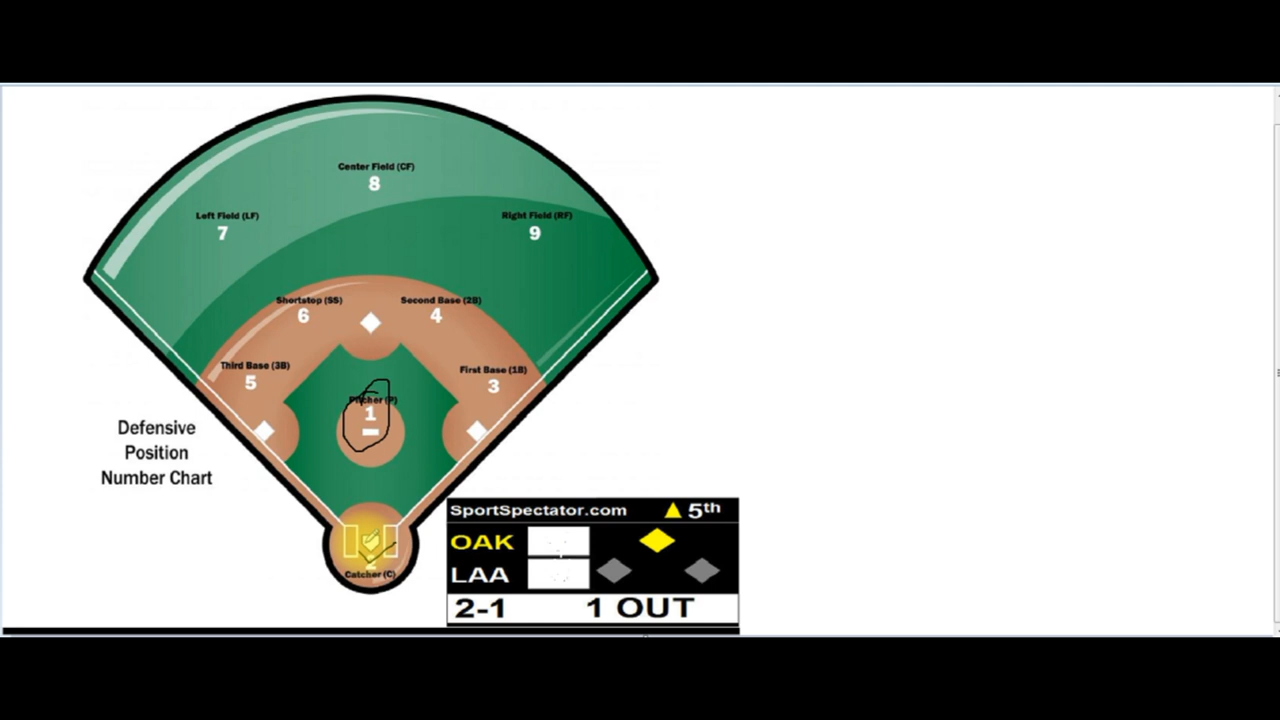 Center Field (CF)
8
Left Field (LF)
7
Right Field (RF)
9
Shortstop (SS)
6
Second Base (2B)
4
Third Base (3B)
5
First Base (1B)
3
Pitcher (P)
1
Defensive
Position
Number Chart
2
Catcher (C)
SportSpectator.com 5th
OAK
LAA
2-1 1 OUT